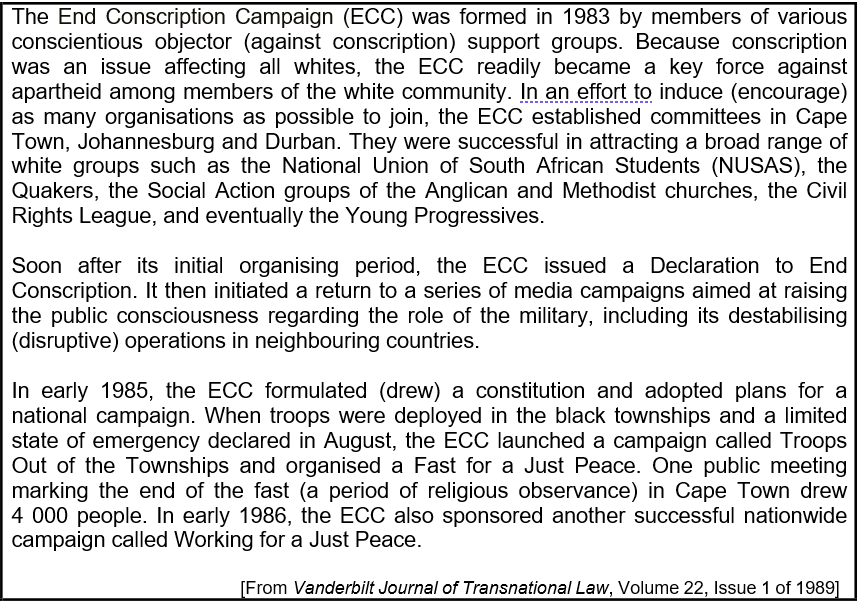 The End Conscription Campaign (ECC) was formed in 1983 by members of various
conscientious objector (against conscription) support groups. Because conscription
was an issue affecting all whites, the ECC readily became a key force against
apartheid among members of the white community. In an effort to induce (encourage)
as many organisations as possible to join, the ECC established committees in Cape
Town, Johannesburg and Durban. They were successful in attracting a broad range of
white groups such as the National Union of South African Students (NUSAS), the
Quakers, the Social Action groups of the Anglican and Methodist churches, the Civil
Rights League, and eventually the Young Progressives.
Soon after its initial organising period, the ECC issued a Declaration to End
Conscription. It then initiated a return to a series of media campaigns aimed at raising
the public consciousness regarding the role of the military, including its destabilising
(disruptive) operations in neighbouring countries.
In early 1985, the ECC formulated (drew) a constitution and adopted plans for a
national campaign. When troops were deployed in the black townships and a limited
state of emergency declared in August, the ECC launched a campaign called Troops
Out of the Townships and organised a Fast for a Just Peace. One public meeting
marking the end of the fast (a period of religious observance) in Cape Town drew
4 000 people. In early 1986, the ECC also sponsored another successful nationwide
campaign called Working for a Just Peace.
[From Vanderbilt Journal of Transnational Law, Volume 22, Issue 1 of 1989]